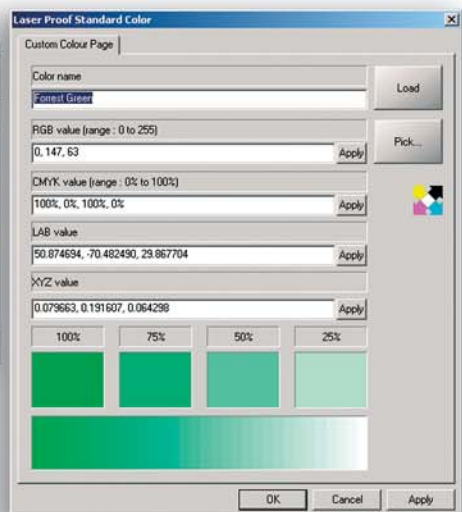 Laser Proof Standard Color
Custom Colour Page
Color name
Forrest Green
Load
RGB value (range : 0 to 255)
0, 147, 63
Apply
Pick...
CMYK value (range : 0% to 100%)
100%, 0%, 100%, 0%
Apply
LAB value
50.874694, -70.482490, 29.867704
Apply
XYZ value
0.079663, 0.191607, 0.064298
Apply
100% 75% 50% 25%
OK Cancel Apply